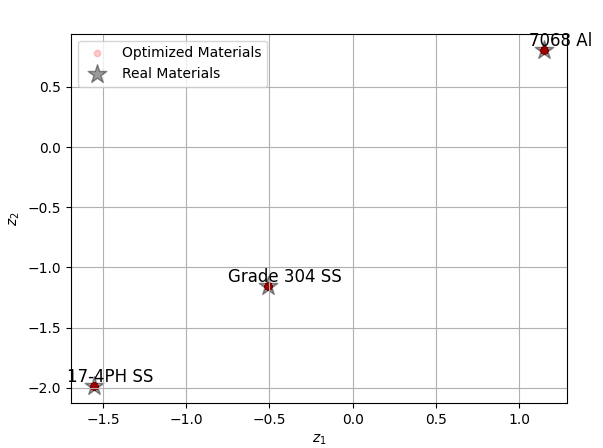 Optimized Materials
Real Materials
7068 Al
Grade 304 SS
17-4PH SS
0.5
0.0
−0.5
−1.0
−1.5
−2.0
z₂
−1.5
−1.0
−0.5
0.0
0.5
1.0
z₁